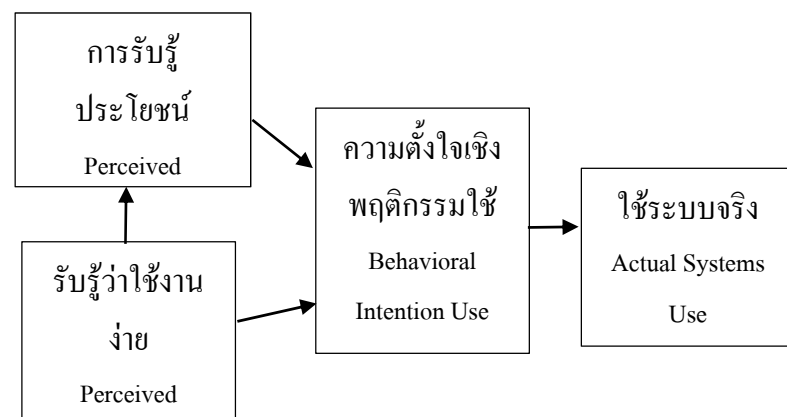 การรับรู้
ประโยชน์
Perceived
รับรู้ว่าใช้งาน
ง่าย
Perceived
ความตั้งใจเชิง
พฤติกรรมใช้
Behavioral
Intention Use
ใช้ระบบจริง
Actual Systems
Use